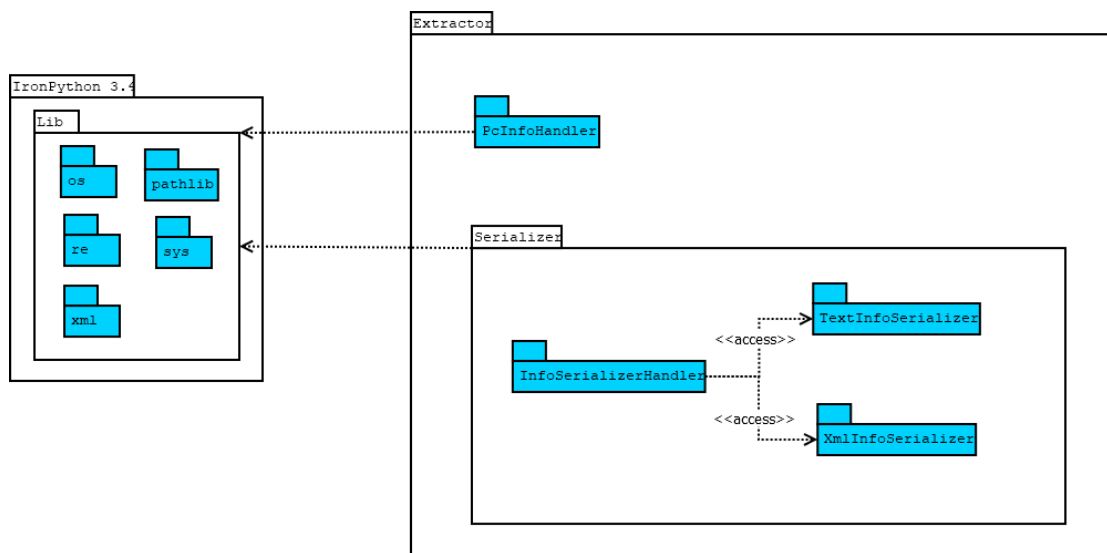 Extractor
IronPython 3.4
Lib
os
pathlib
re
sys
xml
PcInfoHandler
Serializer
TextInfoSerializer
<<access>>
InfoSerializerHandler
<<access>>
XmlInfoSerializer